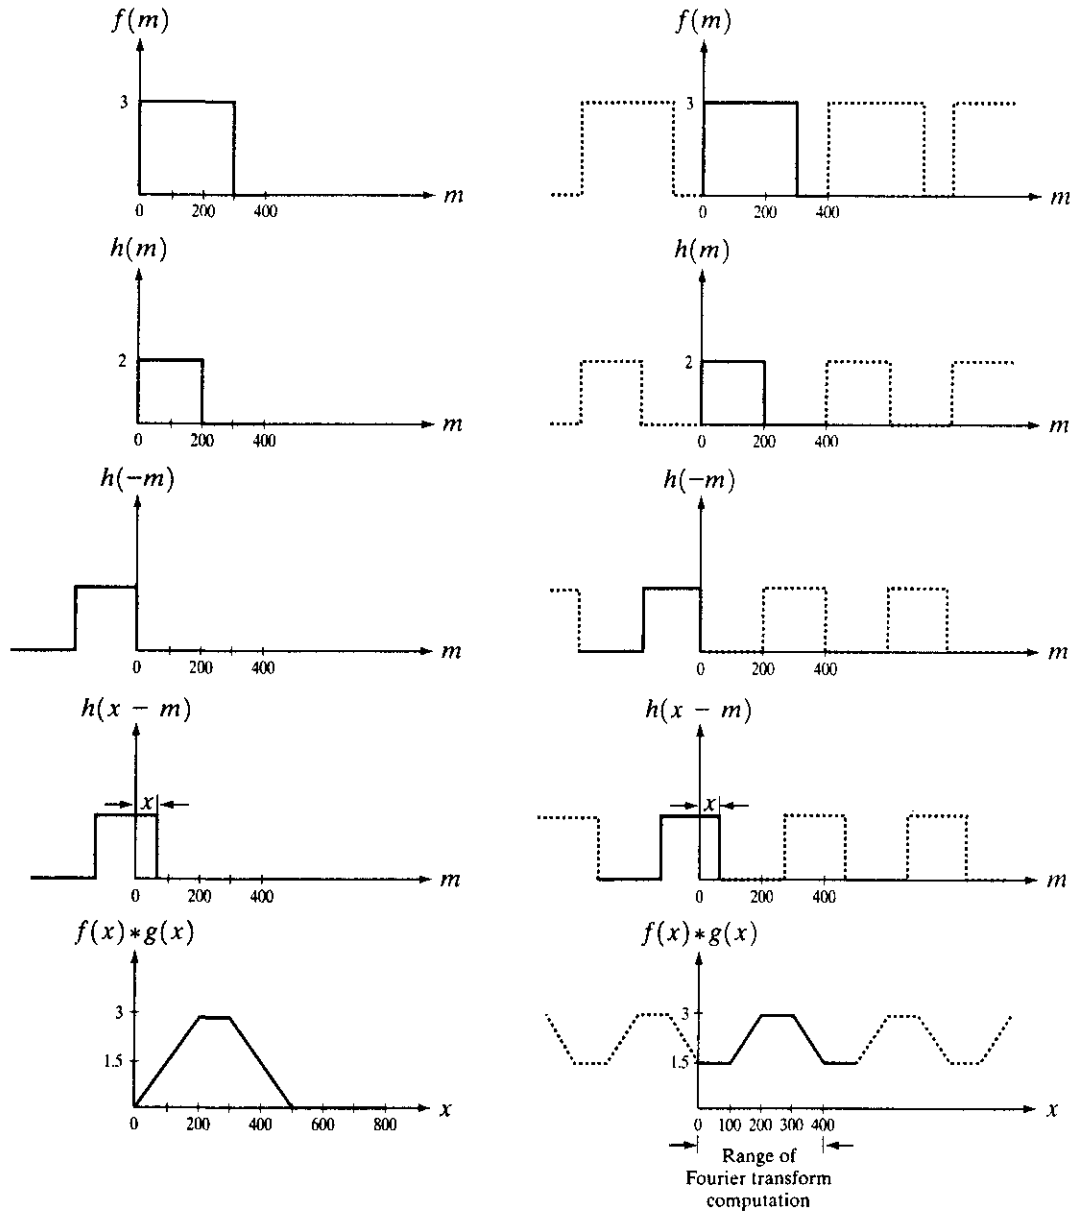 f(m)
3
0 200 400
m
f(m)
3
0 200 400
m
h(m)
2
0 200 400
m
h(m)
2
0 200 400
m
h(−m)
0 200 400
m
h(−m)
0 200 400
m
h(x − m)
x
0 200 400
m
h(x − m)
x
0 200 400
m
f(x)∗g(x)
3
1.5
0 200 400 600 800
x
f(x)∗g(x)
3
1.5
0 100 200 300 400
x
Range of
Fourier transform
computation